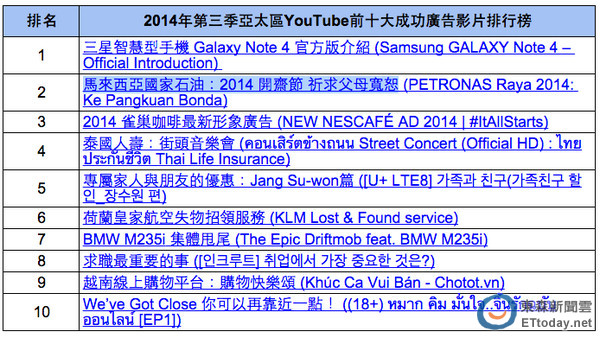 排名 2014年第三季亞太區YouTube前十大成功廣告影片排行榜
1 三星智慧型手機 Galaxy Note 4 官方版介紹 (Samsung GALAXY Note 4 –
Official Introduction)
2 馬來西亞國家石油：2014 開齋節 祈求父母寬恕 (PETRONAS Raya 2014:
Ke Pangkuan Bonda)
3 2014 雀巢咖啡最新形象廣告 (NEW NESCAFÉ AD 2014 | #ItAllStarts)
4 泰國人壽：街頭音樂會 (คอนเสิร์ตข้างถนน Street Concert (Official HD) : ไทย
ประกันชีวิต Thai Life Insurance)
5 專屬家人與朋友的優惠：Jang Su-won篇 ([U+ LTE8] 가족과 친구(가족친구 할
인_장수원 편)
6 荷蘭皇家航空失物招領服務 (KLM Lost & Found service)
7 BMW M235i 集體甩尾 (The Epic Driftmob feat. BMW M235i)
8 求職最重要的事 ([인크루트] 취업에서 가장 중요한 것은?)
9 越南線上購物平台：購物快樂頌 (Khúc Ca Vui Bán - Chotot.vn)
10 We’ve Got Close 你可以再靠近一點！ ((18+) หมาก คิม มั่นใจ..
ออนไลน์ [EP1])
東森新聞雲
ETtoday.net